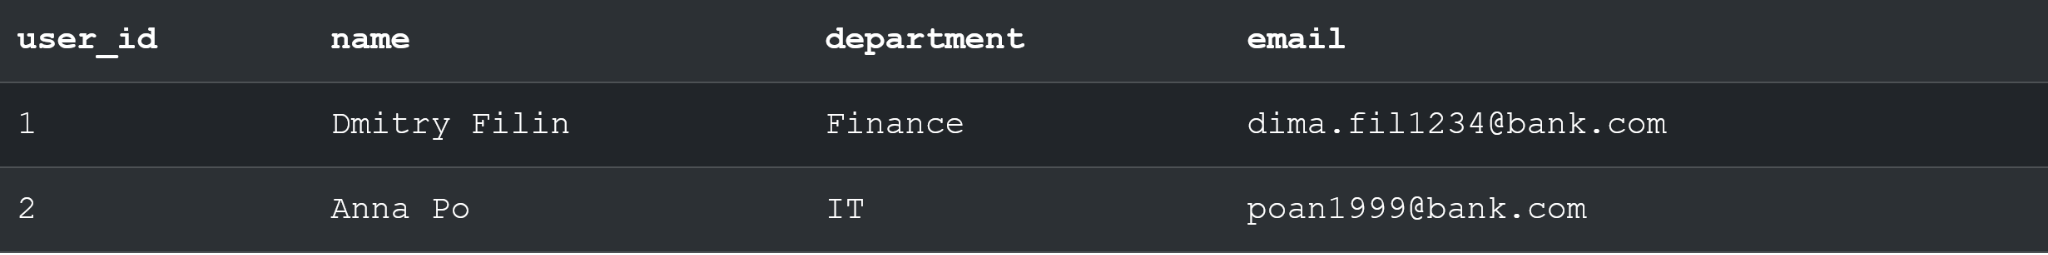 user_id name department email
1 Dmitry Filin Finance dima.fil1234@bank.com
2 Anna Po IT poan1999@bank.com